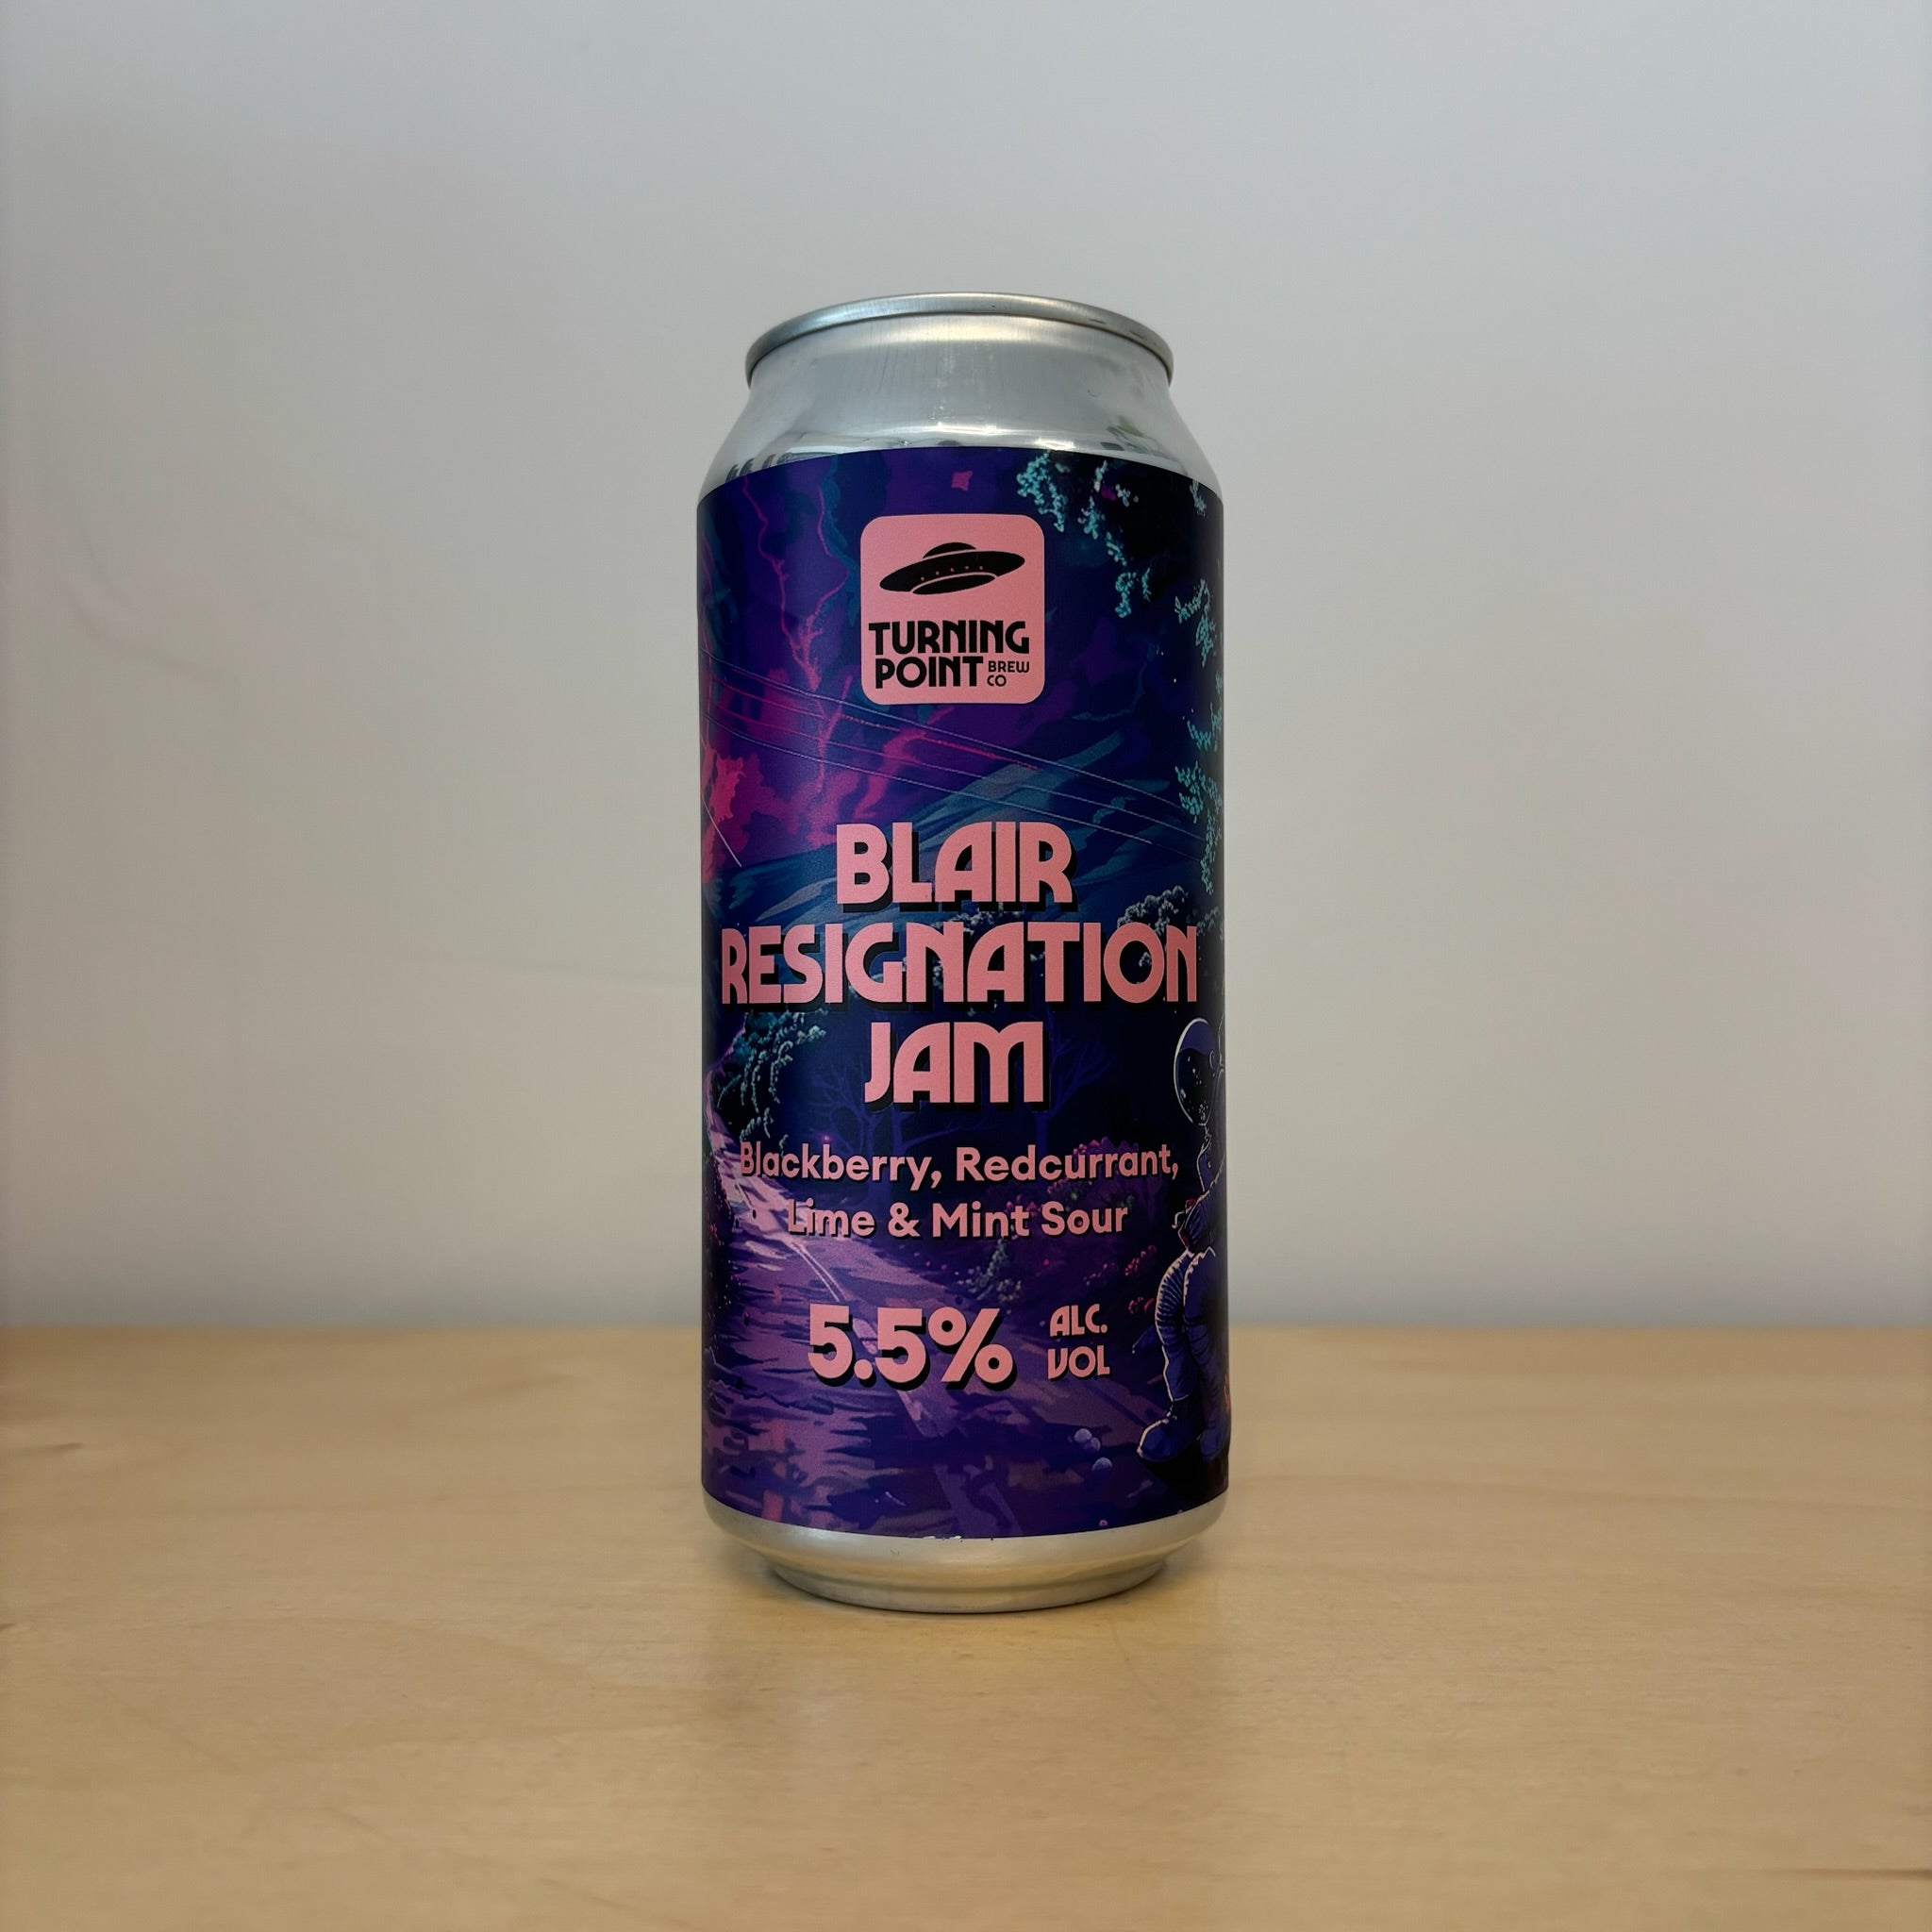 TURNING
POINT BREW
CO
BLAIR
RESIGNATION
JAM
Blackberry, Redcurrant,
Lime & Mint Sour
5.5% ALC.
VOL